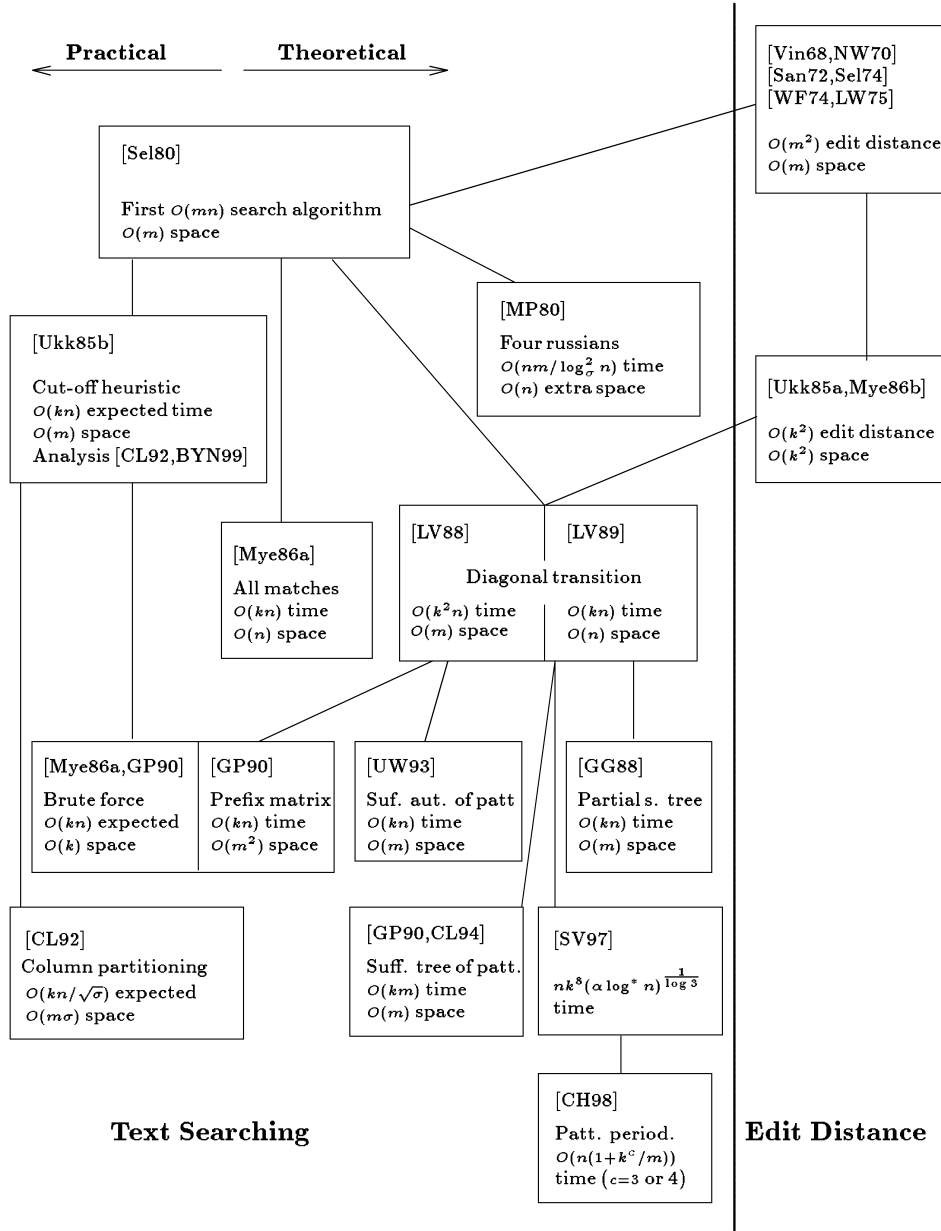 Practical
Theoretical
[Vin68,NW70]
[San72,Sel74]
[WF74,LW75]
O(m²) edit distance
O(m) space
[Sel80]
First O(mn) search algorithm
O(m) space
[MP80]
Four russians
O(nm/log²_σ n) time
O(n) extra space
[Ukk85b]
Cut-off heuristic
O(kn) expected time
O(m) space
Analysis [CL92,BYN99]
[Ukk85a,Mye86b]
O(k²) edit distance
O(k²) space
[Mye86a]
All matches
O(kn) time
O(n) space
[LV88]
[LV89]
Diagonal transition
O(k²n) time
O(m) space
O(kn) time
O(n) space
[Mye86a,GP90]
Brute force
O(kn) expected
O(k) space
[GP90]
Prefix matrix
O(kn) time
O(m²) space
[UW93]
Suf. aut. of patt
O(kn) time
O(m) space
[GG88]
Partial s. tree
O(kn) time
O(m) space
[CL92]
Column partitioning
O(kn/√σ) expected
O(mσ) space
[GP90,CL94]
Suff. tree of patt.
O(km) time
O(m) space
[SV97]
nk⁸(α log* n)^(1/log 3)
time
[CH98]
Patt. period.
O(n(1+k^c/m))
time (c=3 or 4)
Text Searching
Edit Distance